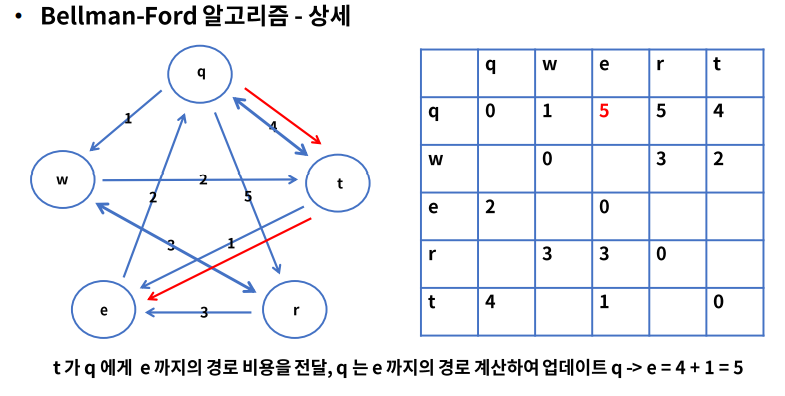 • Bellman-Ford 알고리즘 - 상세
q
1
4
w
2
t
2
5
3
1
e
3
r
q w e r t
q 0 1 5 5 4
w 0 3 2
e 2 0
r 3 3 0
t 4 1 0
t 가 q 에게 e 까지의 경로 비용을 전달, q 는 e 까지의 경로 계산하여 업데이트 q -> e = 4 + 1 = 5